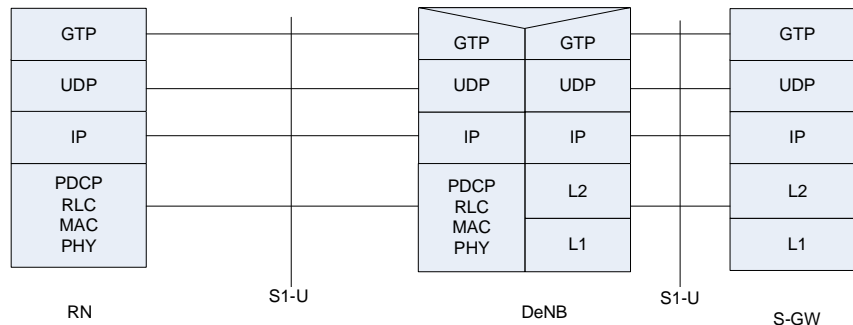 GTP
GTP GTP
GTP
UDP
UDP UDP
UDP
IP
IP IP
IP
PDCP
RLC
MAC
PHY
PDCP
RLC
MAC
PHY
L2
L1
L2
L1
S1-U
S1-U
RN
DeNB
S-GW